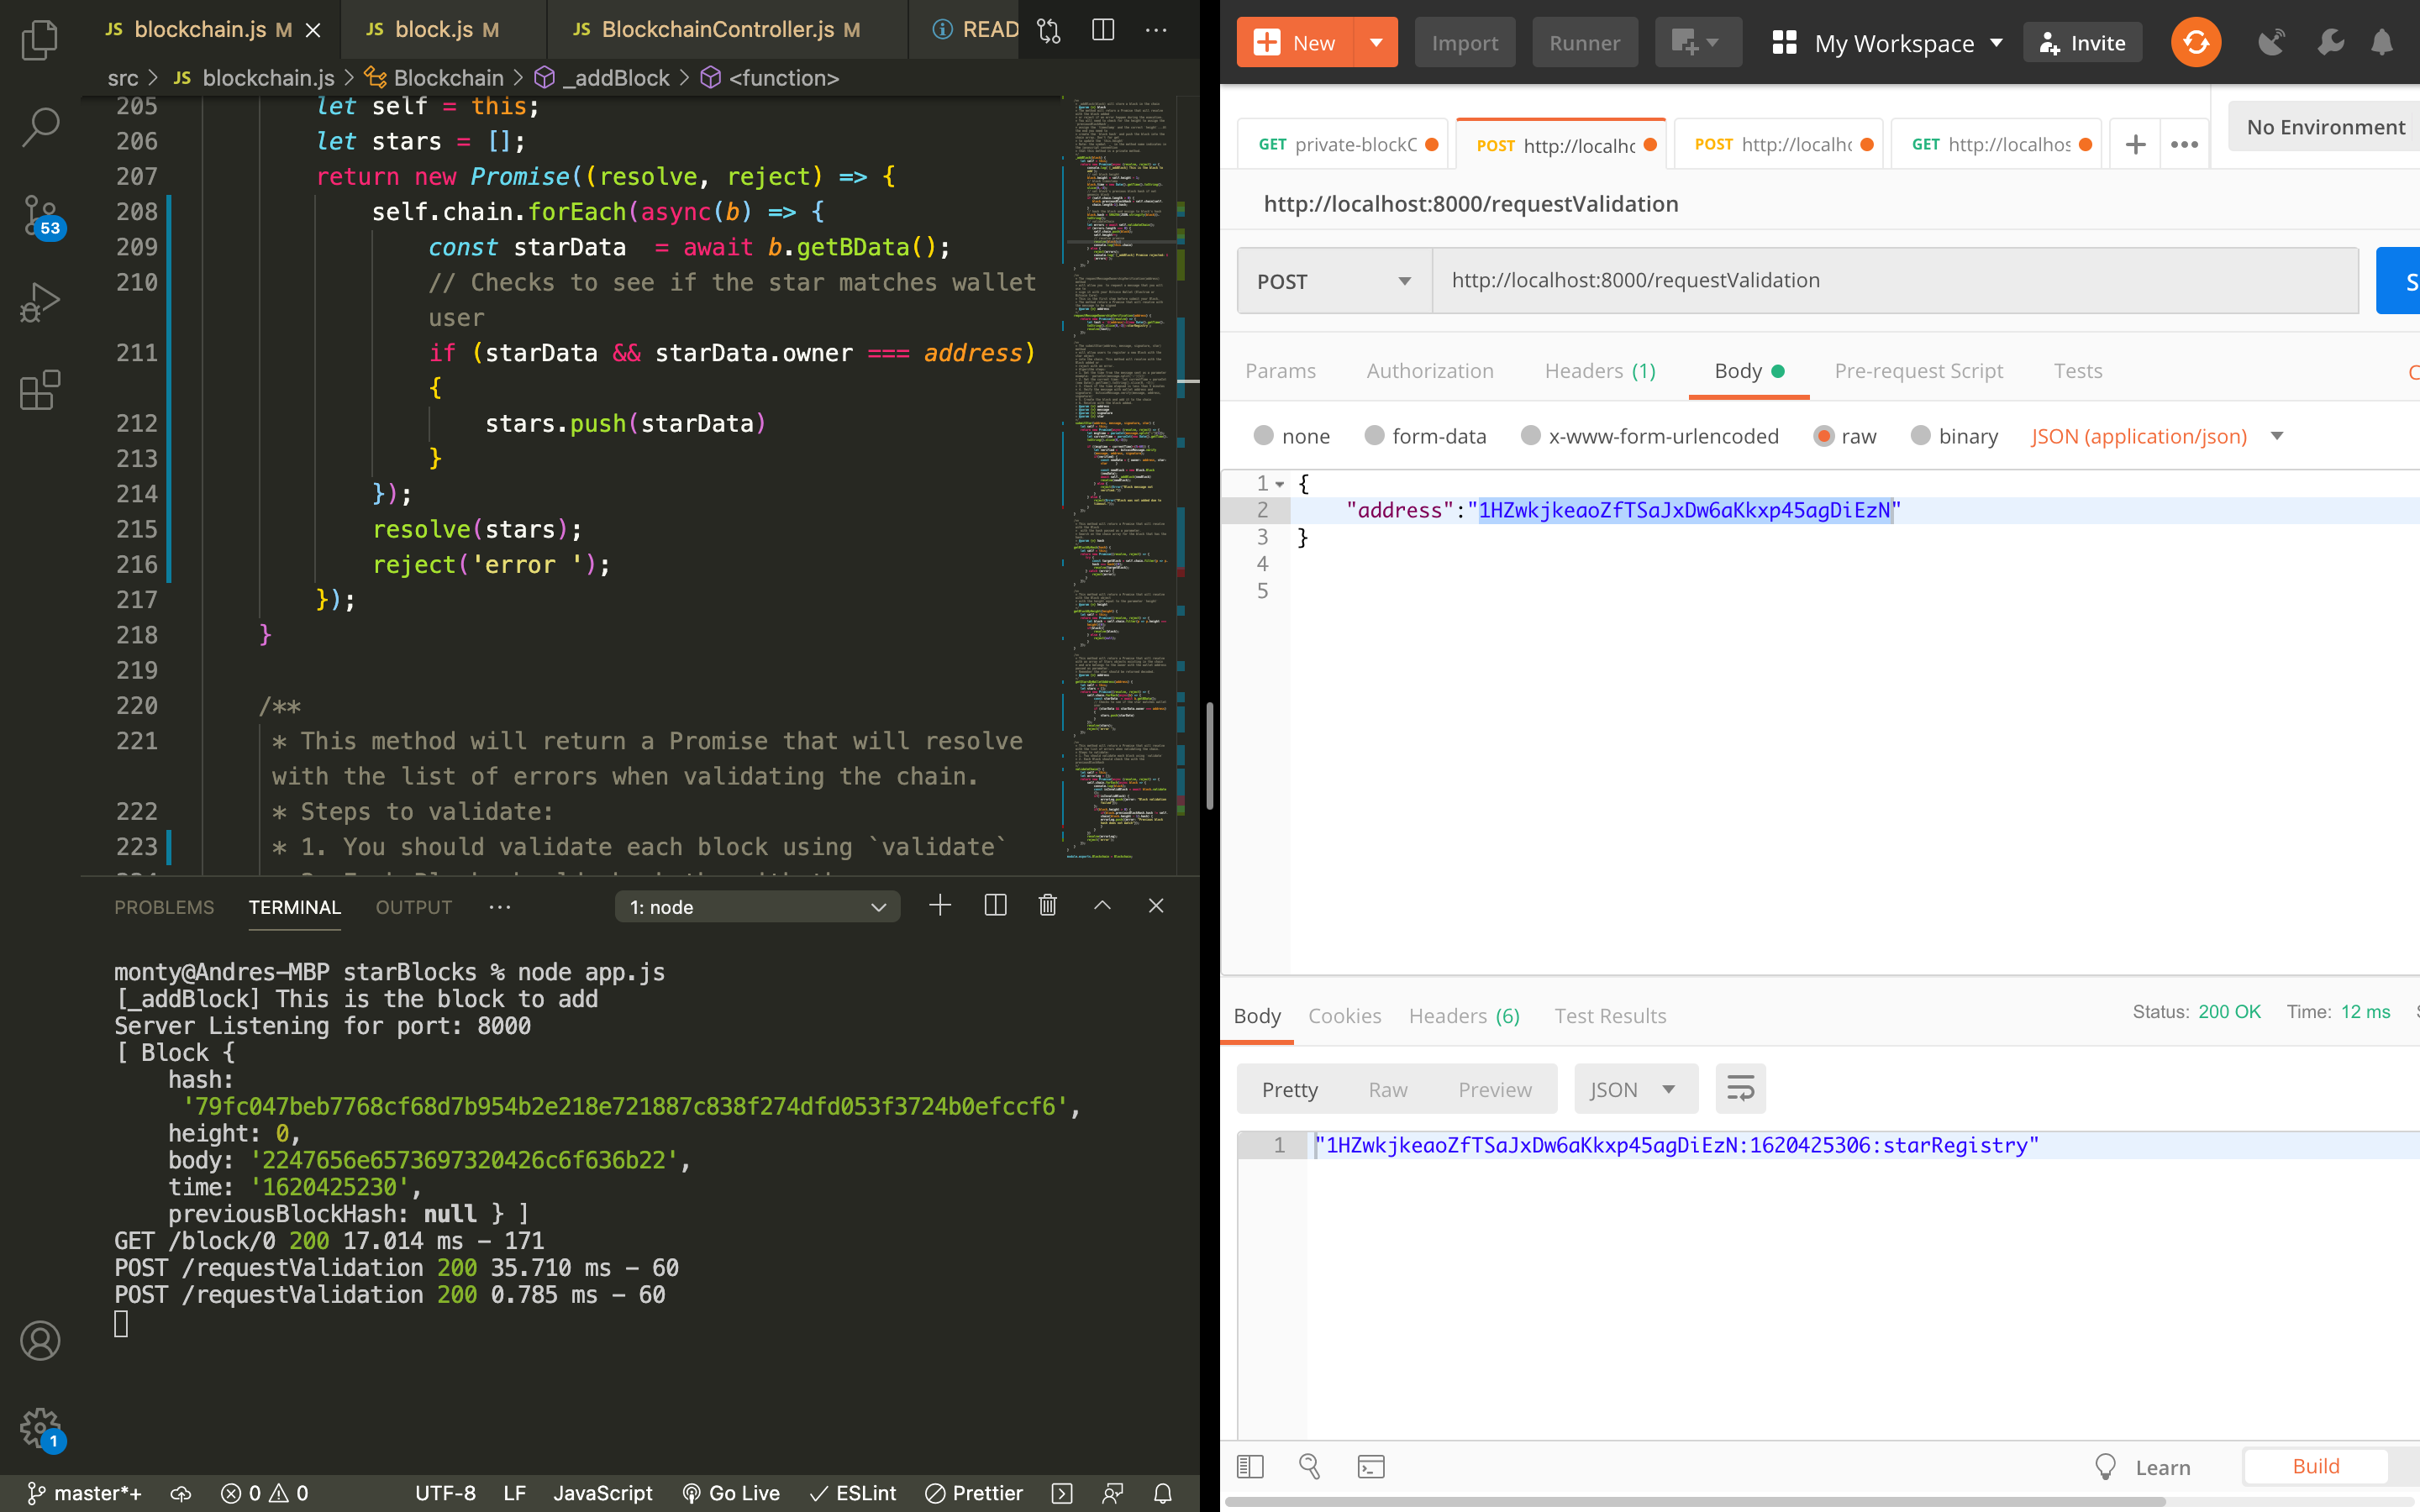 JS blockchain.js M
JS block.js M
JS BlockchainController.js M
READ
src > JS blockchain.js > Blockchain > _addBlock > <function>
205 let self = this;
206 let stars = [];
207 return new Promise((resolve, reject) => {
208 self.chain.forEach(async(b) => {
209 const starData  = await b.getBData();
210 // Checks to see if the star matches wallet
user
211 if (starData && starData.owner === address)
{
212 stars.push(starData)
213 }
214 });
215 resolve(stars);
216 reject('error ');
217 });
218 }
219
220 /**
221 * This method will return a Promise that will resolve
with the list of errors when validating the chain.
222 * Steps to validate:
223 * 1. You should validate each block using `validate`
53
1
PROBLEMS TERMINAL OUTPUT ··· 1: node
monty@Andres-MBP starBlocks % node app.js
[_addBlock] This is the block to add
Server Listening for port: 8000
[ Block {
hash:
'79fc047beb7768cf68d7b954b2e218e721887c838f274dfd053f3724b0efccf6',
height: 0,
body: '2247656e6573697320426c6f636b22',
time: '1620425230',
previousBlockHash: null } ]
GET /block/0 200 17.014 ms - 171
POST /requestValidation 200 35.710 ms - 60
POST /requestValidation 200 0.785 ms - 60
master*+ 0 0 UTF-8 LF JavaScript Go Live ESLint Prettier
New Import Runner My Workspace Invite
GET private-blockC
POST http://localhc
POST http://localh
GET http://localhos
+ ···
No Environment
http://localhost:8000/requestValidation
POST http://localhost:8000/requestValidation S
Params Authorization Headers (1) Body Pre-request Script Tests C
none form-data x-www-form-urlencoded raw binary JSON (application/json)
1 {
2 "address":"1HZwkjkeaoZfTSaJxDw6aKkxp45agDiEzN"
3 }
4
5
Body Cookies Headers (6) Test Results Status: 200 OK Time: 12 ms
Pretty Raw Preview JSON
1 "1HZwkjkeaoZfTSaJxDw6aKkxp45agDiEzN:1620425306:starRegistry"
Learn Build